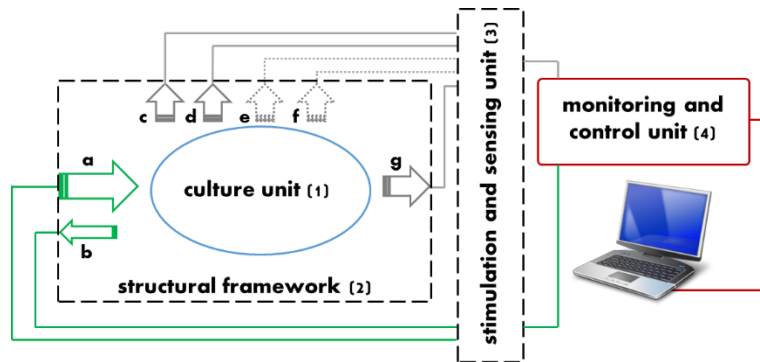 stimulation and sensing unit (3)
c
d
e
f
monitoring and
control unit (4)
a
g
culture unit (1)
b
structural framework (2)